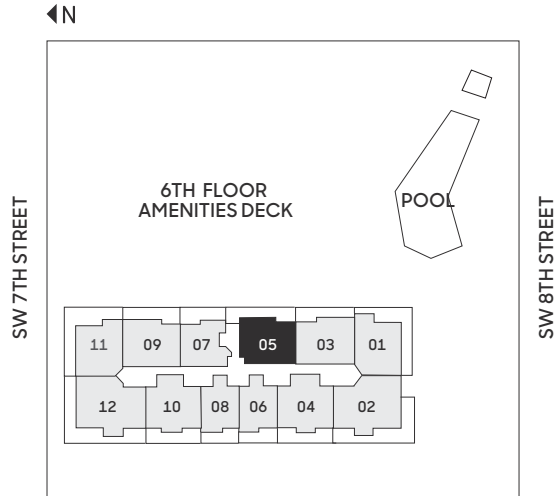 N
6TH FLOOR
AMENITIES DECK
POOL
SW 7TH STREET
SW 8TH STREET
11 09 07 05 03 01
12 10 08 06 04 02